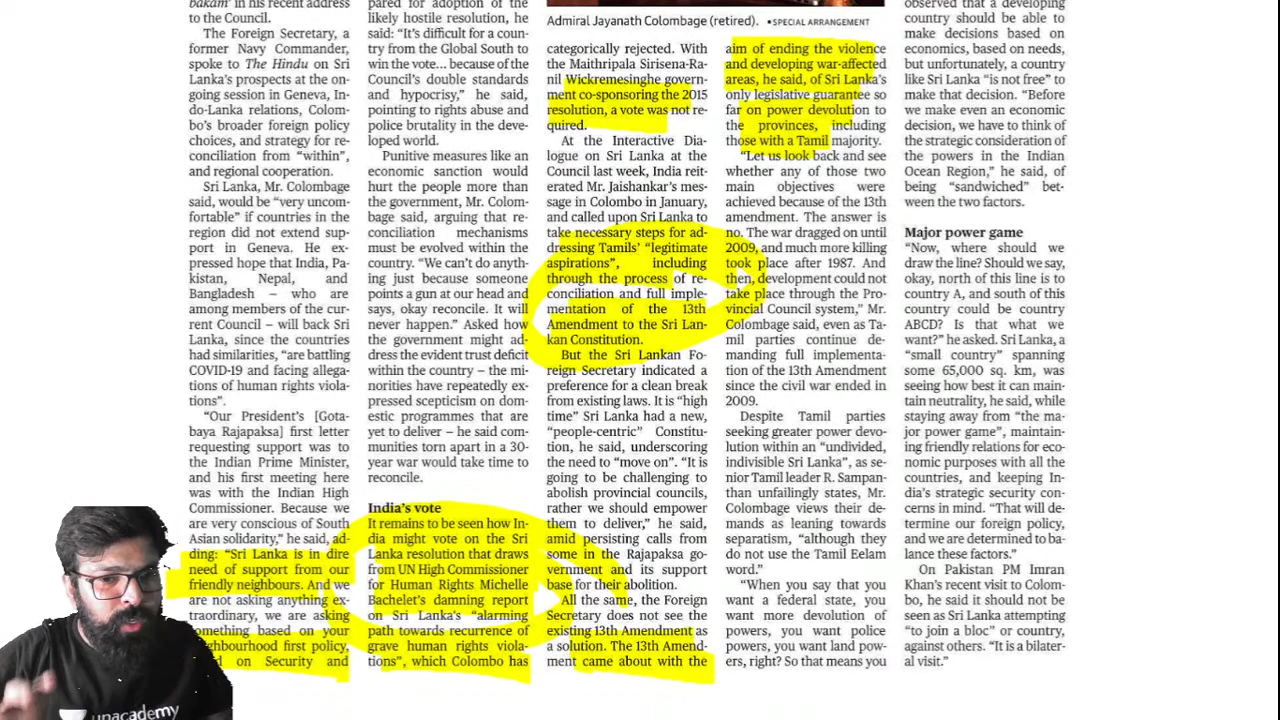 bakam’ in his recent address
to the Council.
The Foreign Secretary, a
former Navy Commander,
spoke to The Hindu on Sri
Lanka’s prospects at the on-
going session in Geneva, In-
do-Lanka relations, Colom-
bo’s broader foreign policy
choices, and strategy for re-
conciliation from “within”,
and regional cooperation.
Sri Lanka, Mr. Colombage
said, would be “very uncom-
fortable” if countries in the
region did not extend sup-
port in Geneva. He ex-
pressed hope that India, Pa-
kistan, Nepal, and
Bangladesh – who are
among members of the cur-
rent Council – will back Sri
Lanka, since the countries
had similarities, “are battling
COVID-19 and facing allega-
tions of human rights viola-
tions”.
“Our President’s [Gota-
baya Rajapaksa] first letter
requesting support was to
the Indian Prime Minister,
and his first meeting here
was with the Indian High
Commissioner. Because we
are very conscious of South
Asian solidarity,” he said, ad-
ding: “Sri Lanka is in dire
need of support from our
friendly neighbours. And we
are not asking anything ex-
traordinary, we are asking
something based on your
neighbourhood first policy,
on Security and
pared for adoption of the
likely hostile resolution, he
said: “It’s difficult for a coun-
try from the Global South to
win the vote... because of the
Council’s double standards
and hypocrisy,” he said,
pointing to rights abuse and
police brutality in the deve-
loped world.
Punitive measures like an
economic sanction would
hurt the people more than
the government, Mr. Colom-
bage said, arguing that re-
conciliation mechanisms
must be evolved within the
country. “We can’t do anyth-
ing just because someone
points a gun at our head and
says, okay reconcile. It will
never happen.” Asked how
the government might ad-
dress the evident trust deficit
within the country – the mi-
norities have repeatedly ex-
pressed scepticism on dom-
estic programmes that are
yet to deliver – he said com-
munities torn apart in a 30-
year war would take time to
reconcile.
India’s vote
It remains to be seen how In-
dia might vote on the Sri
Lanka resolution that draws
from UN High Commissioner
for Human Rights Michelle
Bachelet’s damning report
on Sri Lanka’s “alarming
path towards recurrence of
grave human rights viola-
tions”, which Colombo has
Admiral Jayanath Colombage (retired). •SPECIAL ARRANGEMENT
categorically rejected. With
the Maithripala Sirisena-Ra-
nil Wickremesinghe govern-
ment co-sponsoring the 2015
resolution, a vote was not re-
quired.
At the Interactive Dia-
logue on Sri Lanka at the
Council last week, India reit-
erated Mr. Jaishankar’s mes-
sage in Colombo in January,
and called upon Sri Lanka to
take necessary steps for ad-
dressing Tamils’ “legitimate
aspirations”, including
through the process of re-
conciliation and full imple-
mentation of the 13th
Amendment to the Sri Lan-
kan Constitution.
But the Sri Lankan Fo-
reign Secretary indicated a
preference for a clean break
from existing laws. It is “high
time” Sri Lanka had a new,
“people-centric” Constitu-
tion, he said, underscoring
the need to “move on”. “It is
going to be challenging to
abolish provincial councils,
rather we should empower
them to deliver,” he said,
amid persisting calls from
some in the Rajapaksa go-
vernment and its support
base for their abolition.
All the same, the Foreign
Secretary does not see the
existing 13th Amendment as
a solution. The 13th Amend-
ment came about with the
aim of ending the violence
and developing war-affected
areas, he said, of Sri Lanka’s
only legislative guarantee so
far on power devolution to
the provinces, including
those with a Tamil majority.
“Let us look back and see
whether any of those two
main objectives were
achieved because of the 13th
amendment. The answer is
no. The war dragged on until
2009, and much more killing
took place after 1987. And
then, development could not
take place through the Pro-
vincial Council system,” Mr.
Colombage said, even as Ta-
mil parties continue de-
manding full implementa-
tion of the 13th Amendment
since the civil war ended in
2009.
Despite Tamil parties
seeking greater power devo-
lution within an “undivided,
indivisible Sri Lanka”, as se-
nior Tamil leader R. Sampan-
than unfailingly states, Mr.
Colombage views their de-
mands as leaning towards
separatism, “although they
do not use the Tamil Eelam
word.”
“When you say that you
want a federal state, you
want more devolution of
powers, you want police
powers, you want land pow-
ers, right? So that means you
observed that a developing
country should be able to
make decisions based on
economics, based on needs,
but unfortunately, a country
like Sri Lanka “is not free” to
make that decision. “Before
we make even an economic
decision, we have to think of
the strategic consideration of
the powers in the Indian
Ocean Region,” he said, of
being “sandwiched” bet-
ween the two factors.
Major power game
“Now, where should we
draw the line? Should we say,
okay, north of this line is to
country A, and south of this
country could be country
ABCD? Is that what we
want?” he asked. Sri Lanka, a
“small country” spanning
some 65,000 sq. km, was
seeing how best it can main-
tain neutrality, he said, while
staying away from “the ma-
jor power game”, maintain-
ing friendly relations for eco-
nomic purposes with all the
countries, and keeping In-
dia’s strategic security con-
cerns in mind. “That will de-
termine our foreign policy,
and we are determined to ba-
lance these factors.”
On Pakistan PM Imran
Khan’s recent visit to Colom-
bo, he said it should not be
seen as Sri Lanka attempting
“to join a bloc” or country,
against others. “It is a bilater-
al visit.”
unacademy